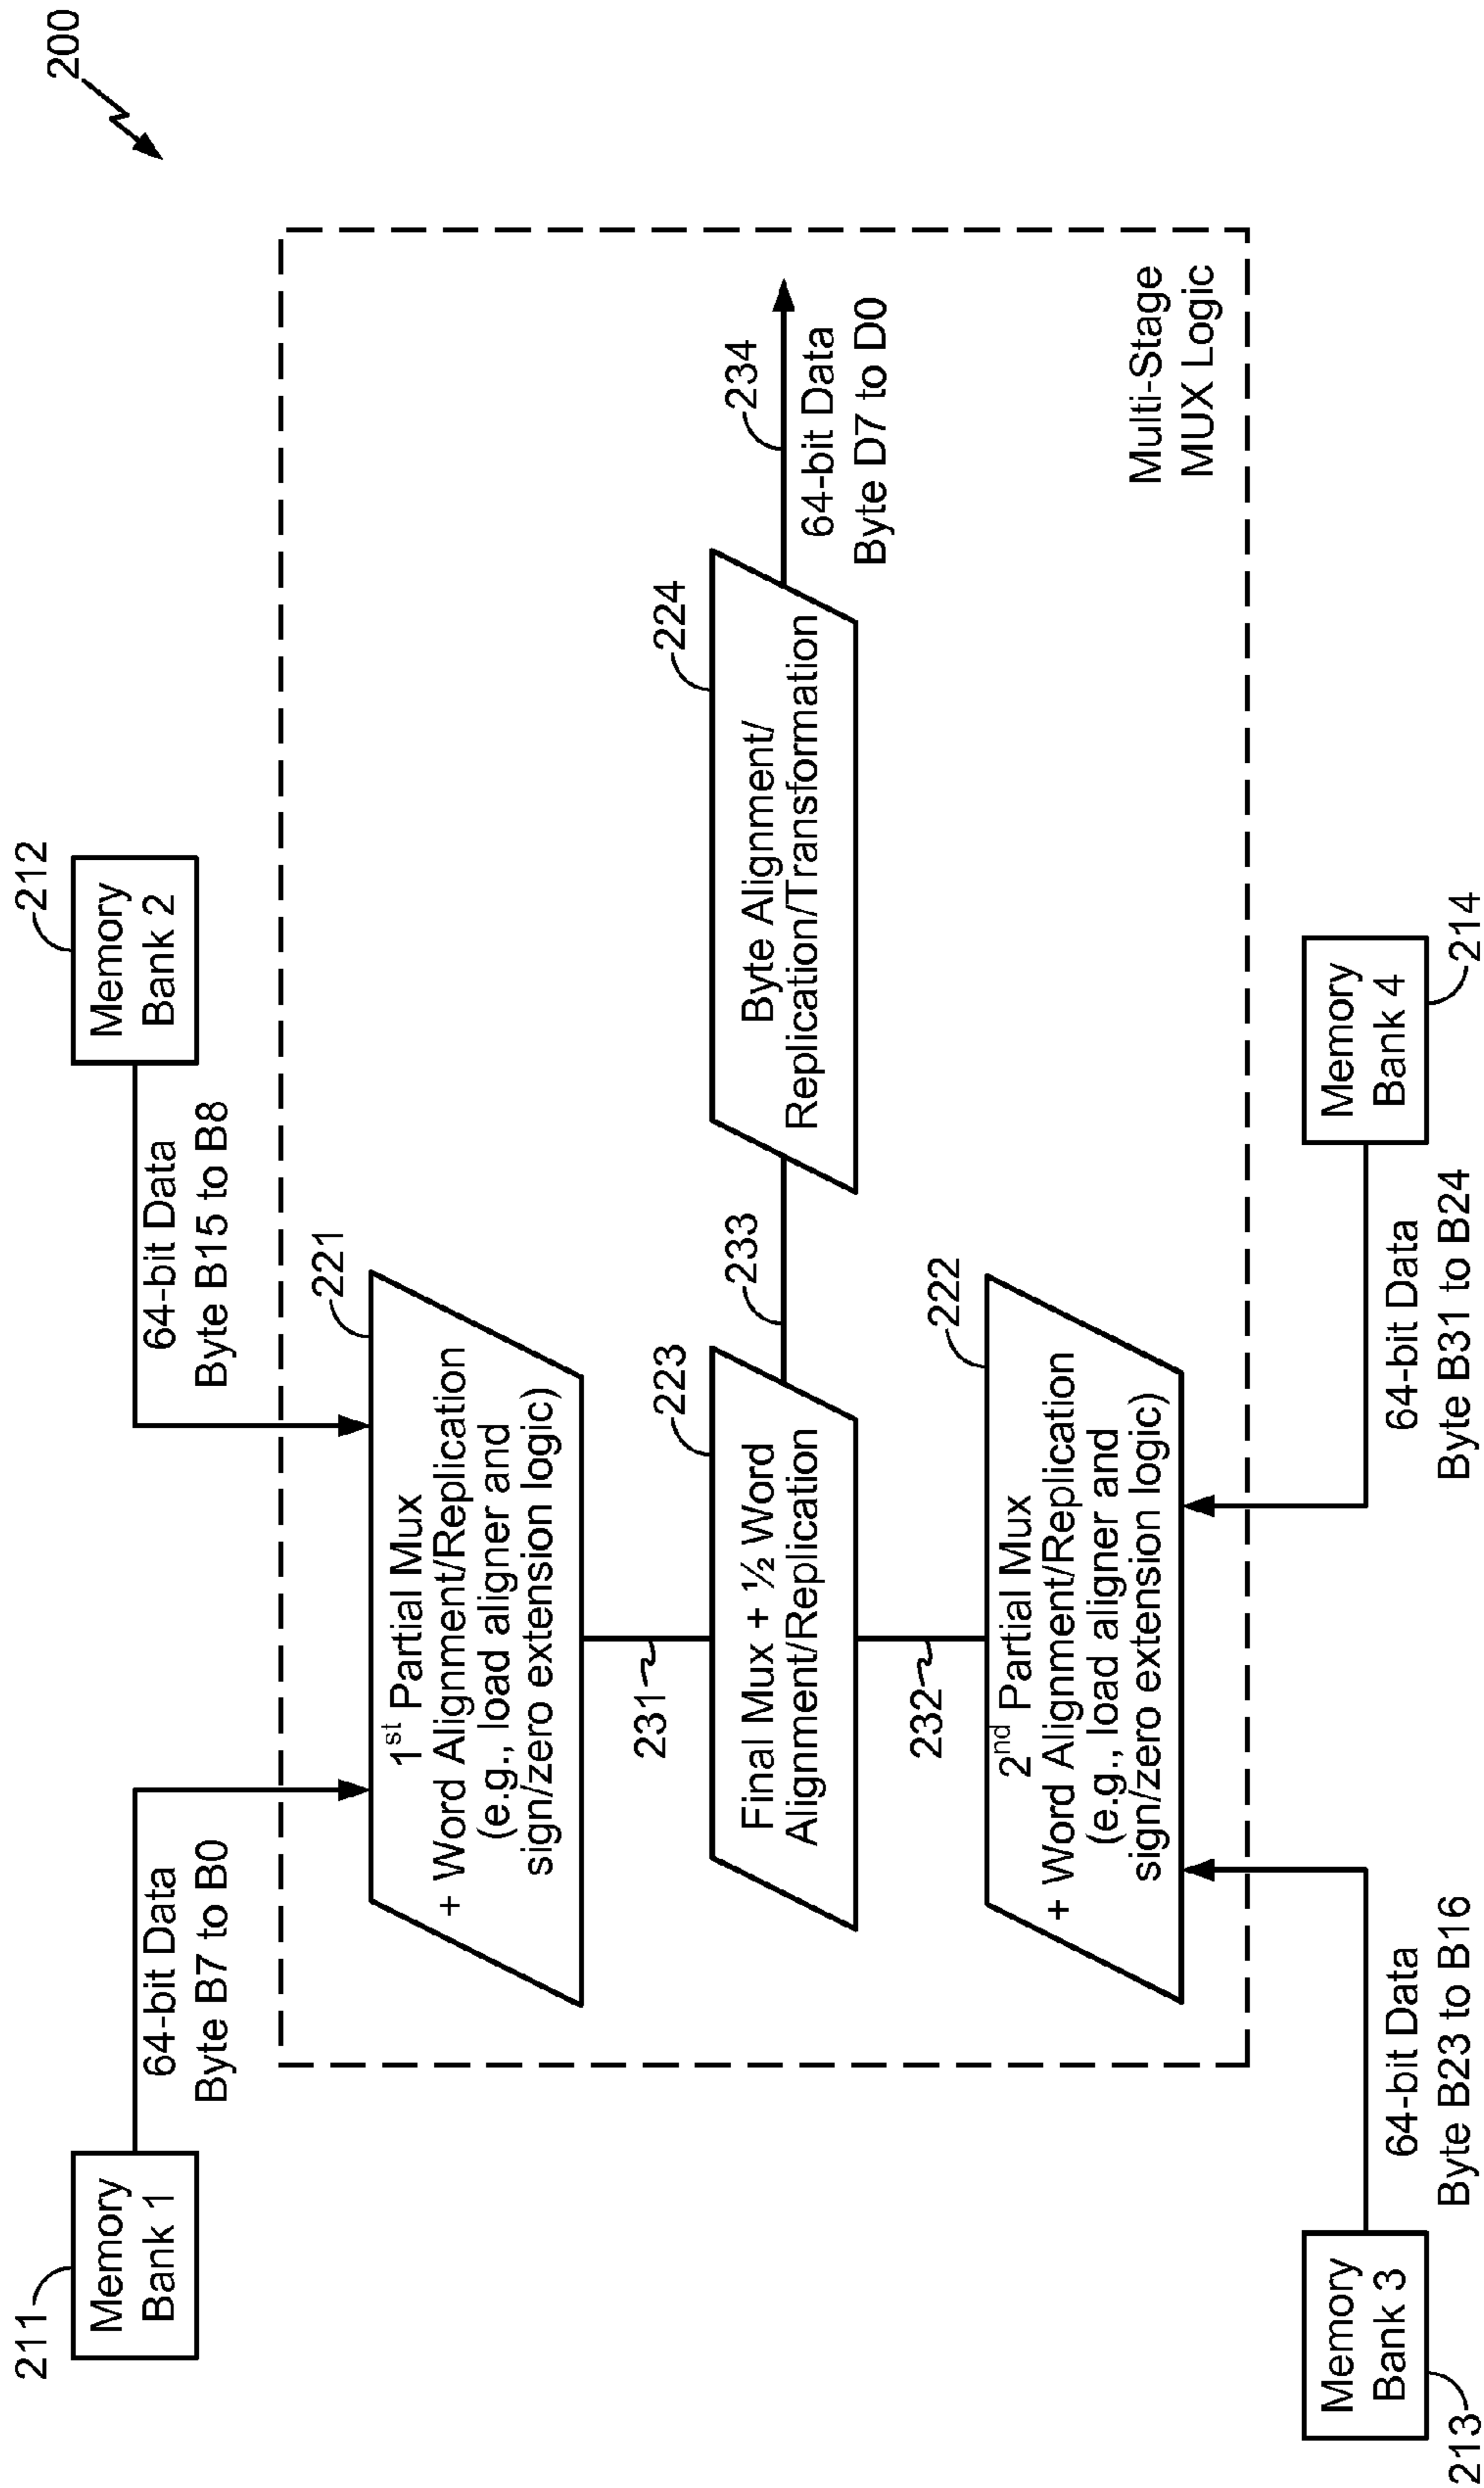 200
211
Memory
Bank 1
64-bit Data
Byte B7 to B0
212
Memory
Bank 2
64-bit Data
Byte B15 to B8
221
1st Partial Mux
+ Word Alignment/Replication
(e.g., load aligner and
sign/zero extension logic)
231
223
Final Mux + ½ Word
Alignment/Replication
233
224
Byte Alignment/
Replication/Transformation
234
64-bit Data
Byte D7 to D0
232
222
2nd Partial Mux
+ Word Alignment/Replication
(e.g., load aligner and
sign/zero extension logic)
Multi-Stage
MUX Logic
213
Memory
Bank 3
64-bit Data
Byte B23 to B16
214
Memory
Bank 4
64-bit Data
Byte B31 to B24